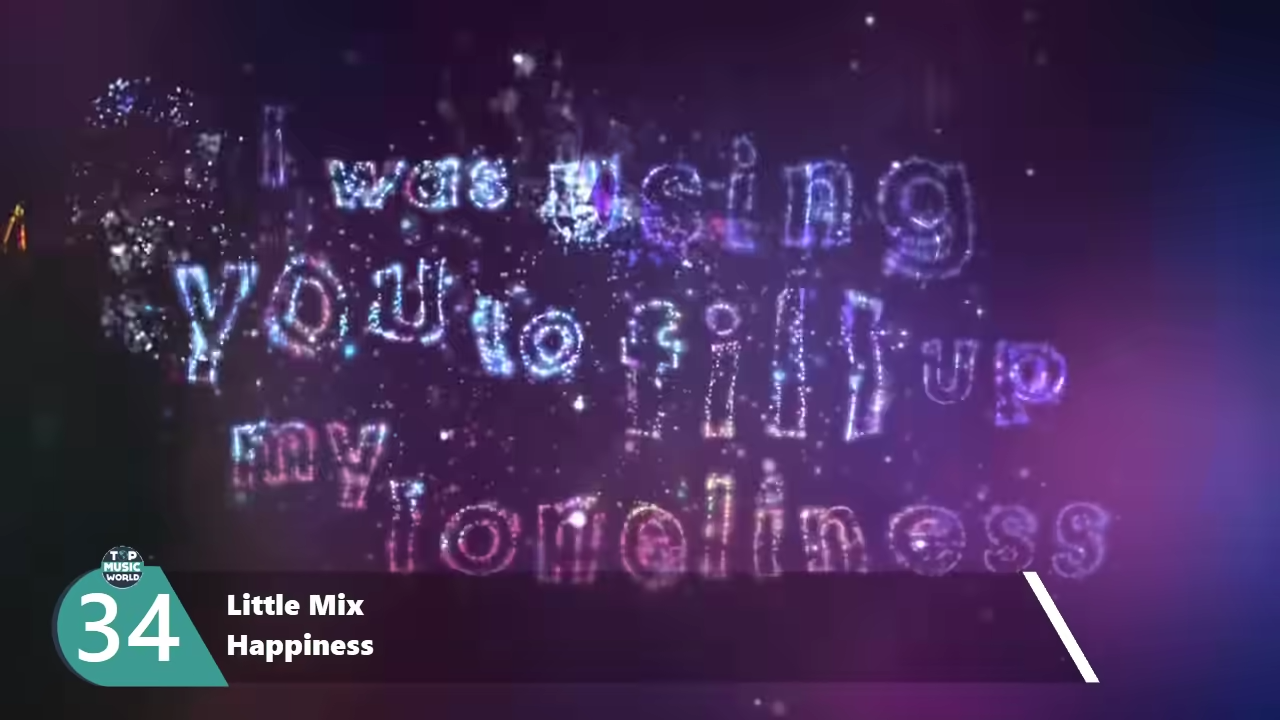 I was using
you to fill up
my loneliness
TOP
MUSIC
WORLD
34
Little Mix
Happiness